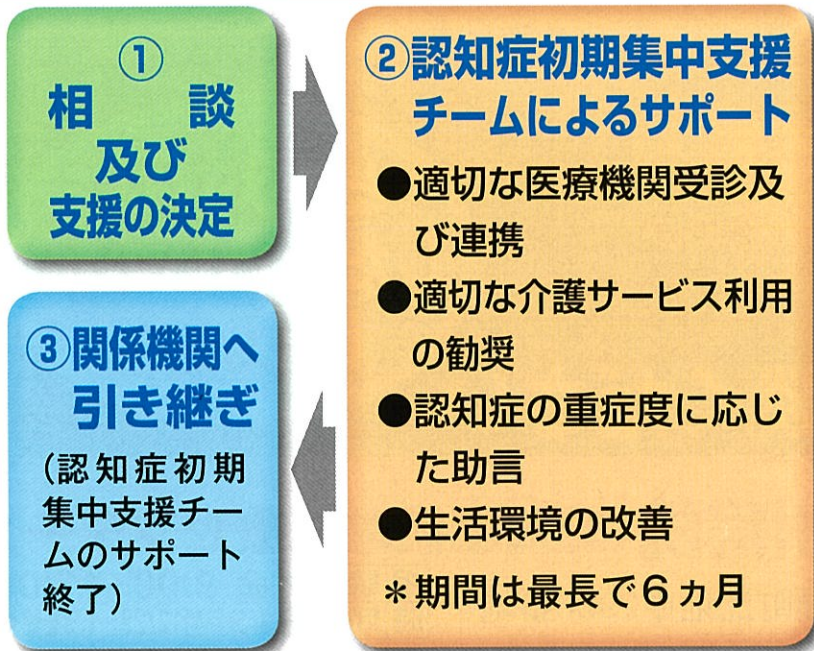 ①
相談
及び
支援の決定
②認知症初期集中支援
チームによるサポート
●適切な医療機関受診及
び連携
●適切な介護サービス利用
の勧奨
●認知症の重症度に応じ
た助言
●生活環境の改善
＊期間は最長で6ヵ月
③関係機関へ
引き継ぎ
(認知症初期
集中支援チー
ムのサポート
終了)